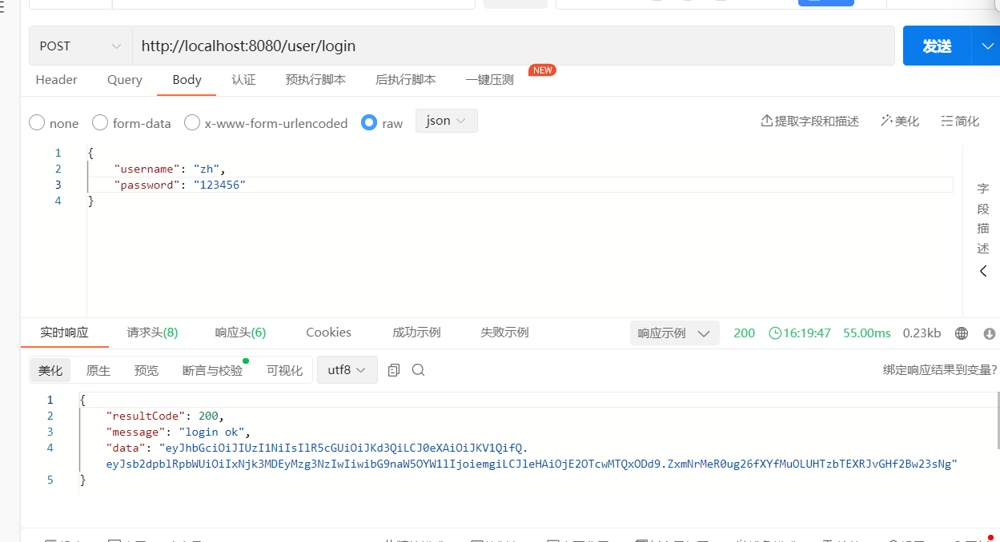 POST
http://localhost:8080/user/login
发送
Header Query Body 认证 预执行脚本 后执行脚本 一键压测 NEW
none form-data x-www-form-urlencoded raw json 提取字段和描述 美化 简化
1 {
2 "username": "zh",
3 "password": "123456"
4 }
字段描述
实时响应 请求头(8) 响应头(6) Cookies 成功示例 失败示例 响应示例 200 16:19:47 55.00ms 0.23kb
美化 原生 预览 断言与校验 可视化 utf8 绑定响应结果到变量?
1 {
2 "resultCode": 200,
3 "message": "login ok",
4 "data": "eyJhbGciOiJIUzI1NiIsIlR5cGUiOiJKd3QiLCJ0eXAiOiJKV1QifQ.
eyJsb2dpblRpbWUiOiIxNjk3MDEyMzg3NzIwIiwibG9naW5OYW1lIjoiemgiLCJleHAiOjE2OTcwMTQxODd9.ZxmNrMeR0ug26fXYfMuOLUHTzbTEXRJvGHf2Bw23sNg"
5 }